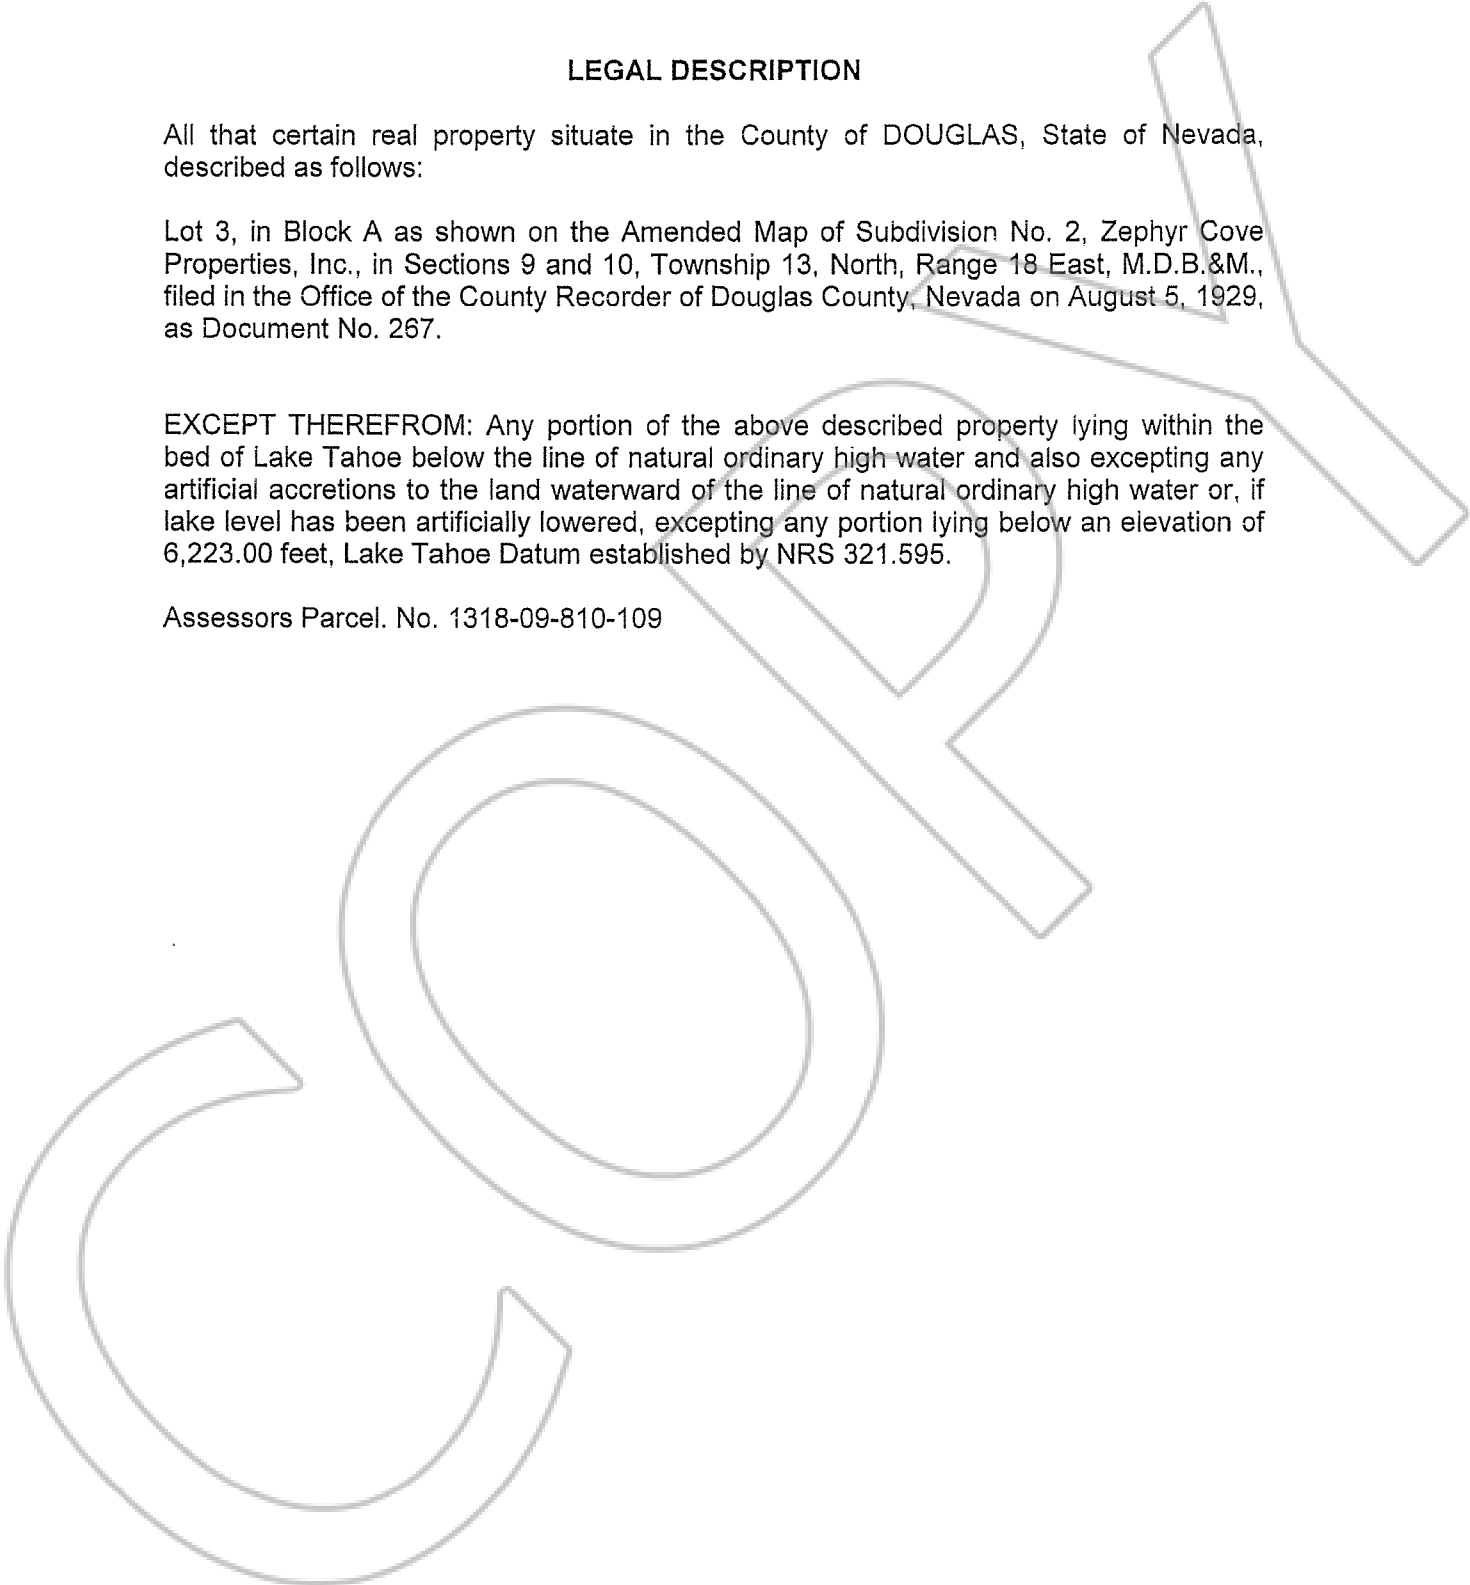 LEGAL DESCRIPTION
All that certain real property situate in the County of DOUGLAS, State of Nevada,
described as follows:
Lot 3, in Block A as shown on the Amended Map of Subdivision No. 2, Zephyr Cove
Properties, Inc., in Sections 9 and 10, Township 13, North, Range 18 East, M.D.B.&M.,
filed in the Office of the County Recorder of Douglas County, Nevada on August 5, 1929,
as Document No. 267.
EXCEPT THEREFROM: Any portion of the above described property lying within the
bed of Lake Tahoe below the line of natural ordinary high water and also excepting any
artificial accretions to the land waterward of the line of natural ordinary high water or, if
lake level has been artificially lowered, excepting any portion lying below an elevation of
6,223.00 feet, Lake Tahoe Datum established by NRS 321.595.
Assessors Parcel. No. 1318-09-810-109
COPY